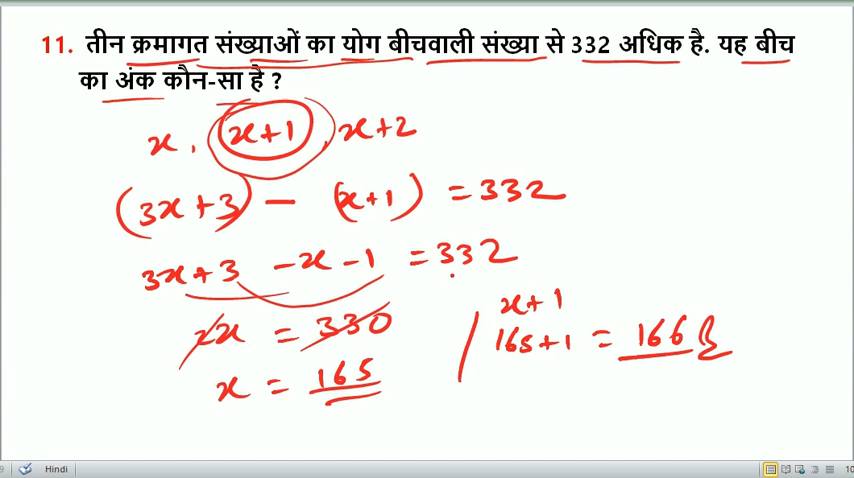 11. तीन क्रमागत संख्याओं का योग बीचवाली संख्या से 332 अधिक है. यह बीच
का अंक कौन-सा है ?
x, x+1, x+2
(3x+3) - (x+1) = 332
3x+3 -x-1 = 332
2x = 330
x = 165
x+1
165+1 = 166
Hindi